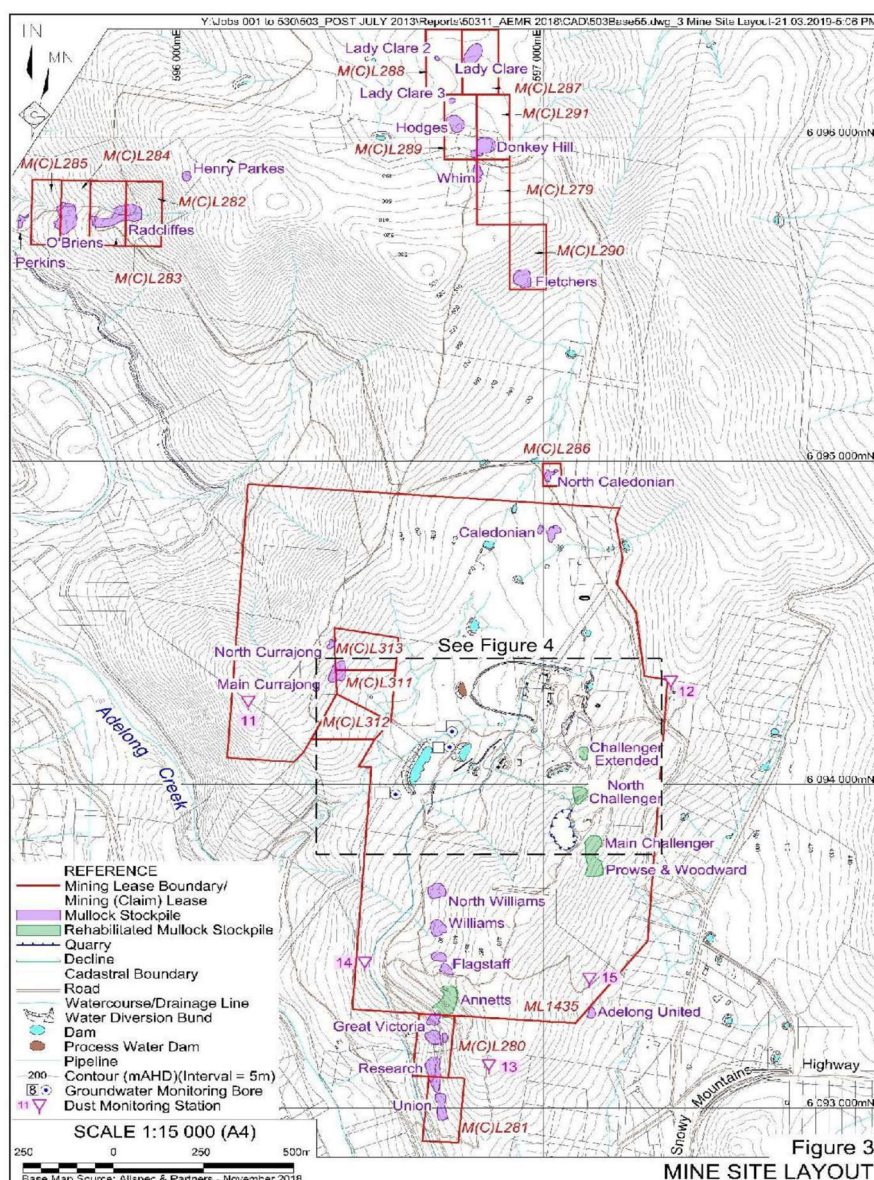 Y:\Jobs 001 to 530\503_POST JULY 2013\Reports\50311_AEMR 2018\CAD\503Base55.dwg_3 Mine Site Layout-21.03.2019-5:06 PM
596 000mE
597 000mE
MN
Lady Clare 2
M(C)L288
Lady Clare
M(C)L287
Lady Clare 3
M(C)L291
Hodges
6 096 000mN
M(C)L289
Donkey Hill
M(C)L284
M(C)L285
Henry Parkes
Whim
M(C)L279
M(C)L282
Radcliffes
O'Briens
Perkins
M(C)L290
M(C)L283
Fletchers
M(C)L286
6 095 000mN
North Caledonian
Caledonian
See Figure 4
North Currajong
M(C)L313
Main Currajong
M(C)L311
12
11
M(C)L312
Adelong Creek
Challenger Extended
6 094 000mN
North Challenger
Main Challenger
Prowse & Woodward
North Williams
Williams
14
Flagstaff
15
Annetts
ML1435
Great Victoria
Adelong United
M(C)L280
13
Research
Snowy Mountains Highway
Union
6 093 000mN
M(C)L281
REFERENCE
Mining Lease Boundary/
Mining (Claim) Lease
Mullock Stockpile
Rehabilitated Mullock Stockpile
Quarry
Decline
Cadastral Boundary
Road
Watercourse/Drainage Line
Water Diversion Bund
Dam
Process Water Dam
Pipeline
200 Contour (mAHD)(Interval = 5m)
8 Groundwater Monitoring Bore
11 Dust Monitoring Station
SCALE 1:15 000 (A4)
250 0 250 500m
Base Map Source: Allspec & Partners - November 2018
Figure 3
MINE SITE LAYOUT